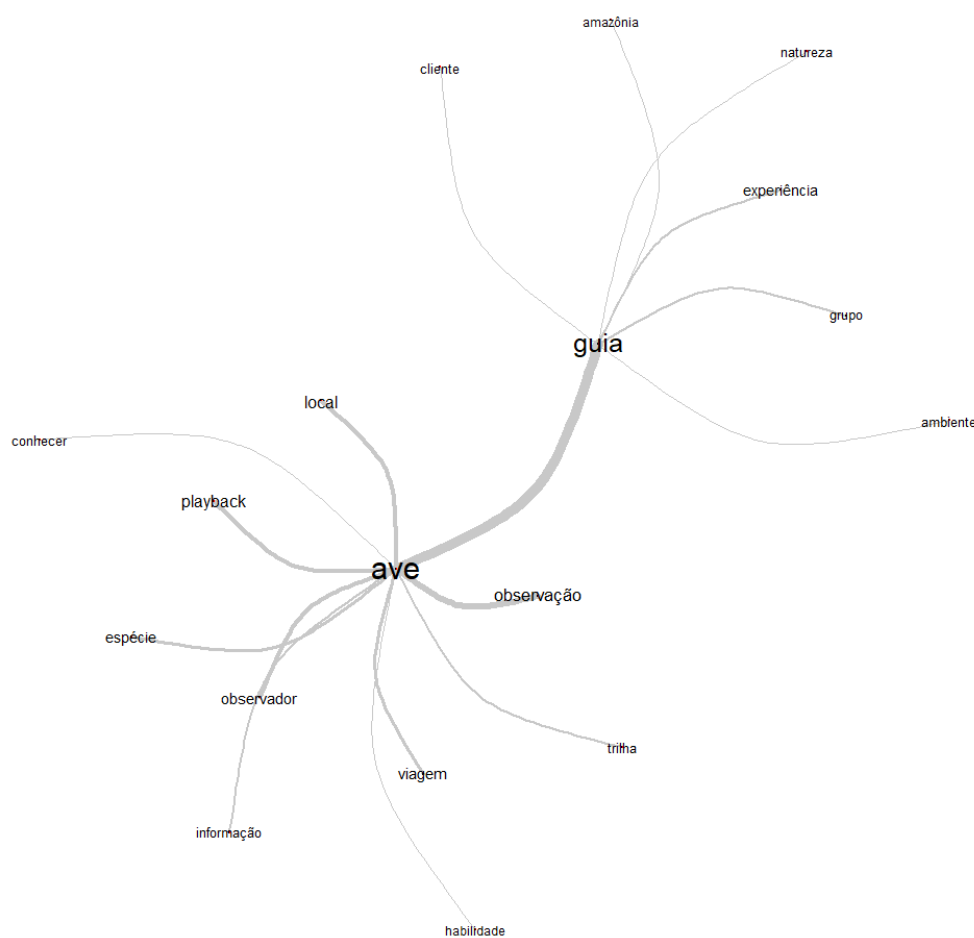 amazônia
natureza
cliente
experiência
grupo
guia
local
ambiente
conhecer
playback
ave
observação
espécie
observador
trilha
viagem
informação
habilidade